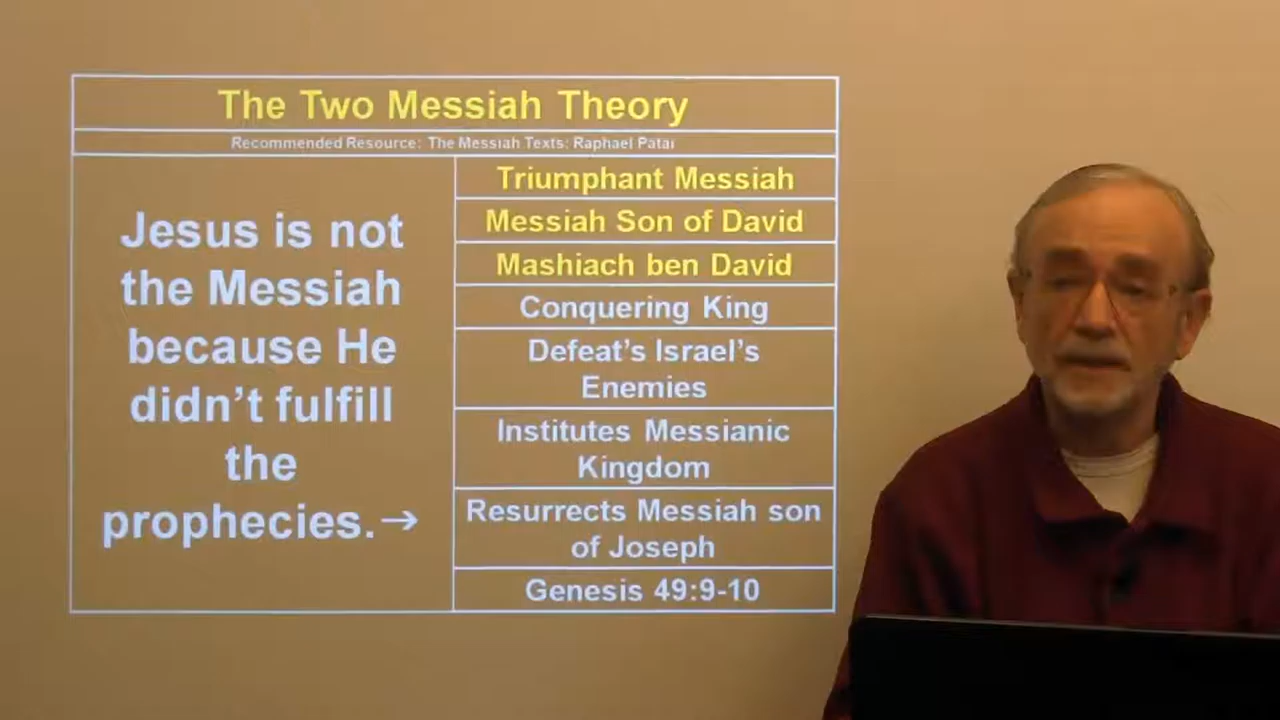 The Two Messiah Theory
Recommended Resource: The Messiah Texts: Raphael Patai
Jesus is not
the Messiah
because He
didn't fulfill
the
prophecies.→
Triumphant Messiah
Messiah Son of David
Mashiach ben David
Conquering King
Defeat's Israel's
Enemies
Institutes Messianic
Kingdom
Resurrects Messiah son
of Joseph
Genesis 49:9-10